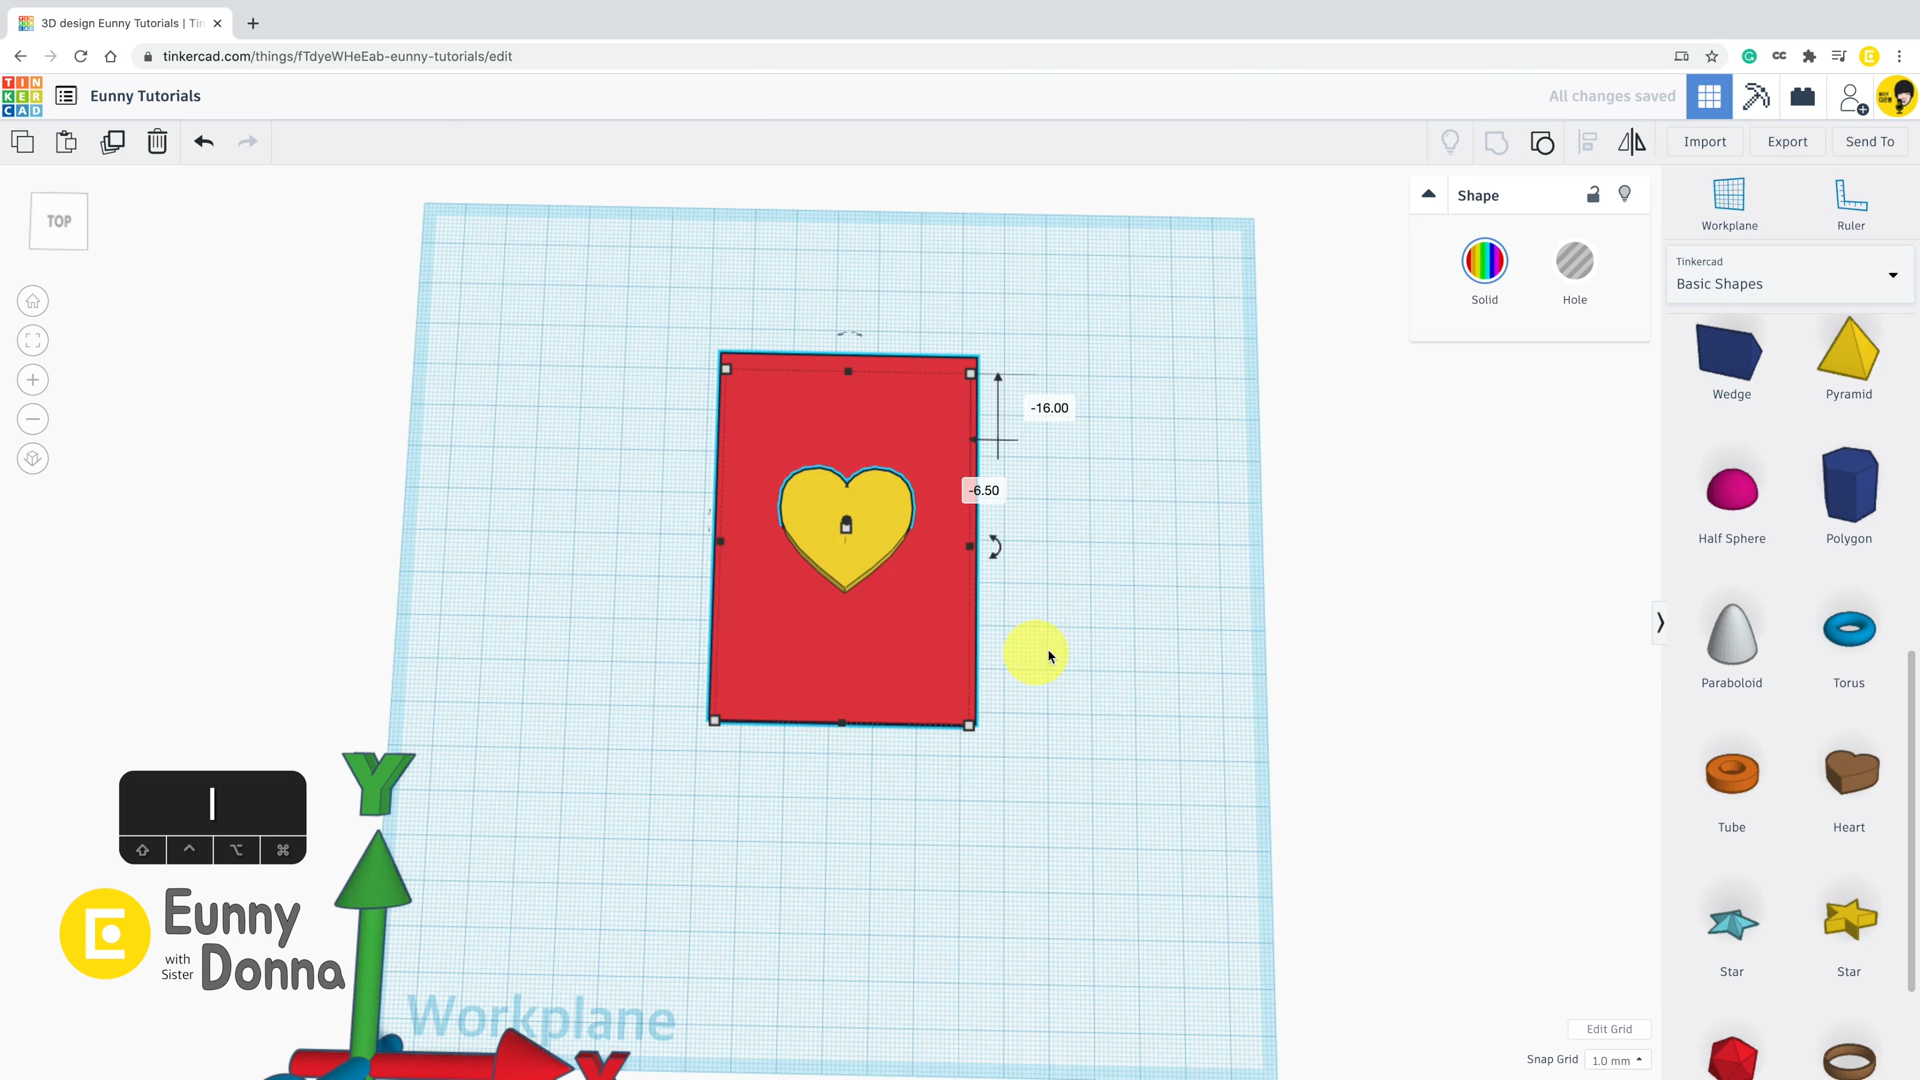 3D design Eunny Tutorials | Tin
tinkercad.com/things/fTdyeWHeEab-eunny-tutorials/edit
CC
TIN
KER
CAD
Eunny Tutorials
All changes saved
Import
Export
Send To
TOP
Shape
Solid
Hole
Workplane
Ruler
Tinkercad
Basic Shapes
-16.00
-6.50
Wedge
Pyramid
Half Sphere
Polygon
Paraboloid
Torus
Tube
Heart
Star
Star
Y
Eunny
with
Sister
Donna
Workplane
X
Edit Grid
Snap Grid
1.0 mm